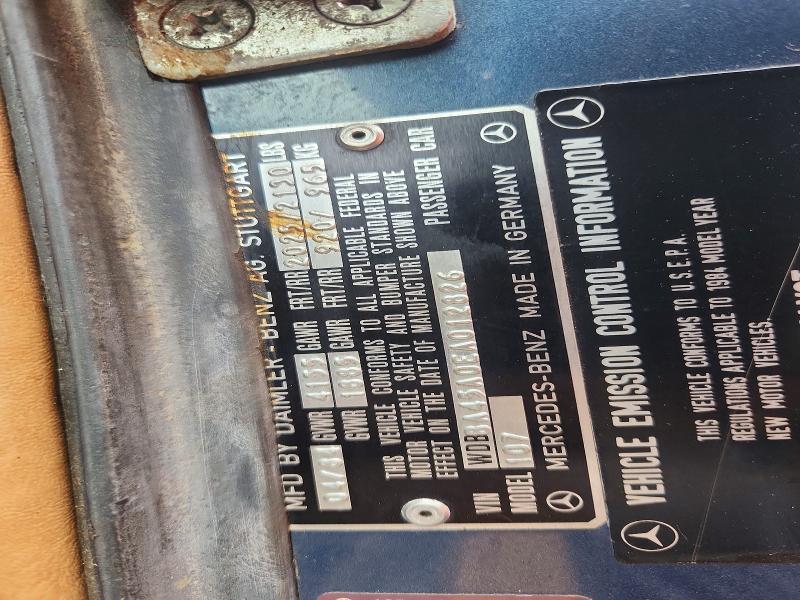 MFD BY DAIMLER-BENZ AG. STUTTGART
04/84 GVWR 4155 GAWR FRT/RR 2025/2120 LBS
GVWR 1885 GAWR FRT/RR 920/ 965 KG
THIS VEHICLE CONFORMS TO ALL APPLICABLE FEDERAL
MOTOR VEHICLE SAFETY AND BUMPER STANDARDS IN
EFFECT ON THE DATE OF MANUFACTURE SHOWN ABOVE
PASSENGER CAR
VIN
MODEL 107
MERCEDES-BENZ MADE IN GERMANY
VEHICLE EMISSION CONTROL INFORMATION
THIS VEHICLE CONFORMS TO U.S.E.P.A.
REGULATIONS APPLICABLE TO 1984 MODEL YEAR
NEW MOTOR VEHICLES.